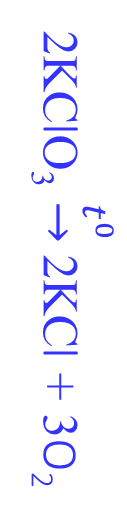 t⁰
2KClO₃ → 2KCl + 3O₂